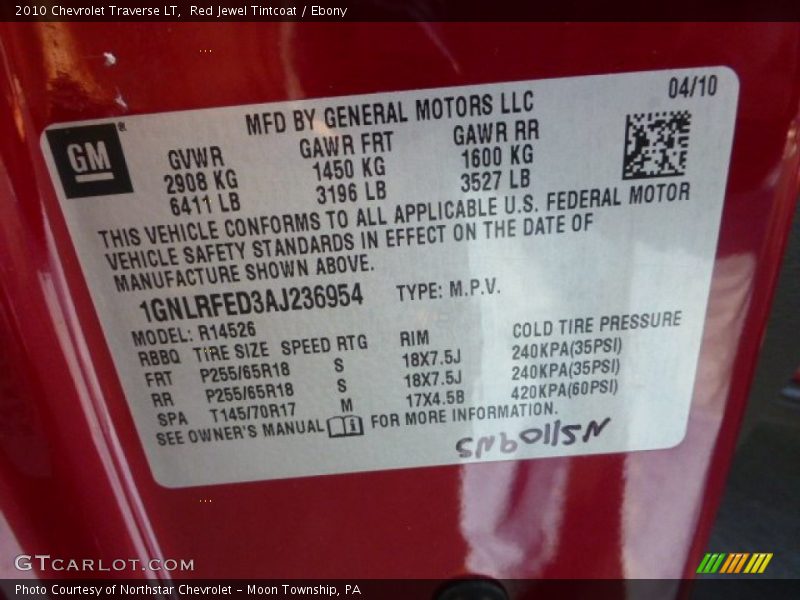 2010 Chevrolet Traverse LT, Red Jewel Tintcoat / Ebony
04/10
MFD BY GENERAL MOTORS LLC
GM®
GVWR GAWR FRT GAWR RR
2908 KG 1450 KG 1600 KG
6411 LB 3196 LB 3527 LB
THIS VEHICLE CONFORMS TO ALL APPLICABLE U.S. FEDERAL MOTOR
VEHICLE SAFETY STANDARDS IN EFFECT ON THE DATE OF
MANUFACTURE SHOWN ABOVE.
1GNLRFED3AJ236954 TYPE: M.P.V.
MODEL: R14526
RBBQ TIRE SIZE SPEED RTG RIM COLD TIRE PRESSURE
FRT P255/65R18 S 18X7.5J 240KPA(35PSI)
RR P255/65R18 S 18X7.5J 240KPA(35PSI)
SPA T145/70R17 M 17X4.5B 420KPA(60PSI)
SEE OWNER'S MANUAL FOR MORE INFORMATION.
GTCARLOT.COM
Photo Courtesy of Northstar Chevrolet - Moon Township, PA